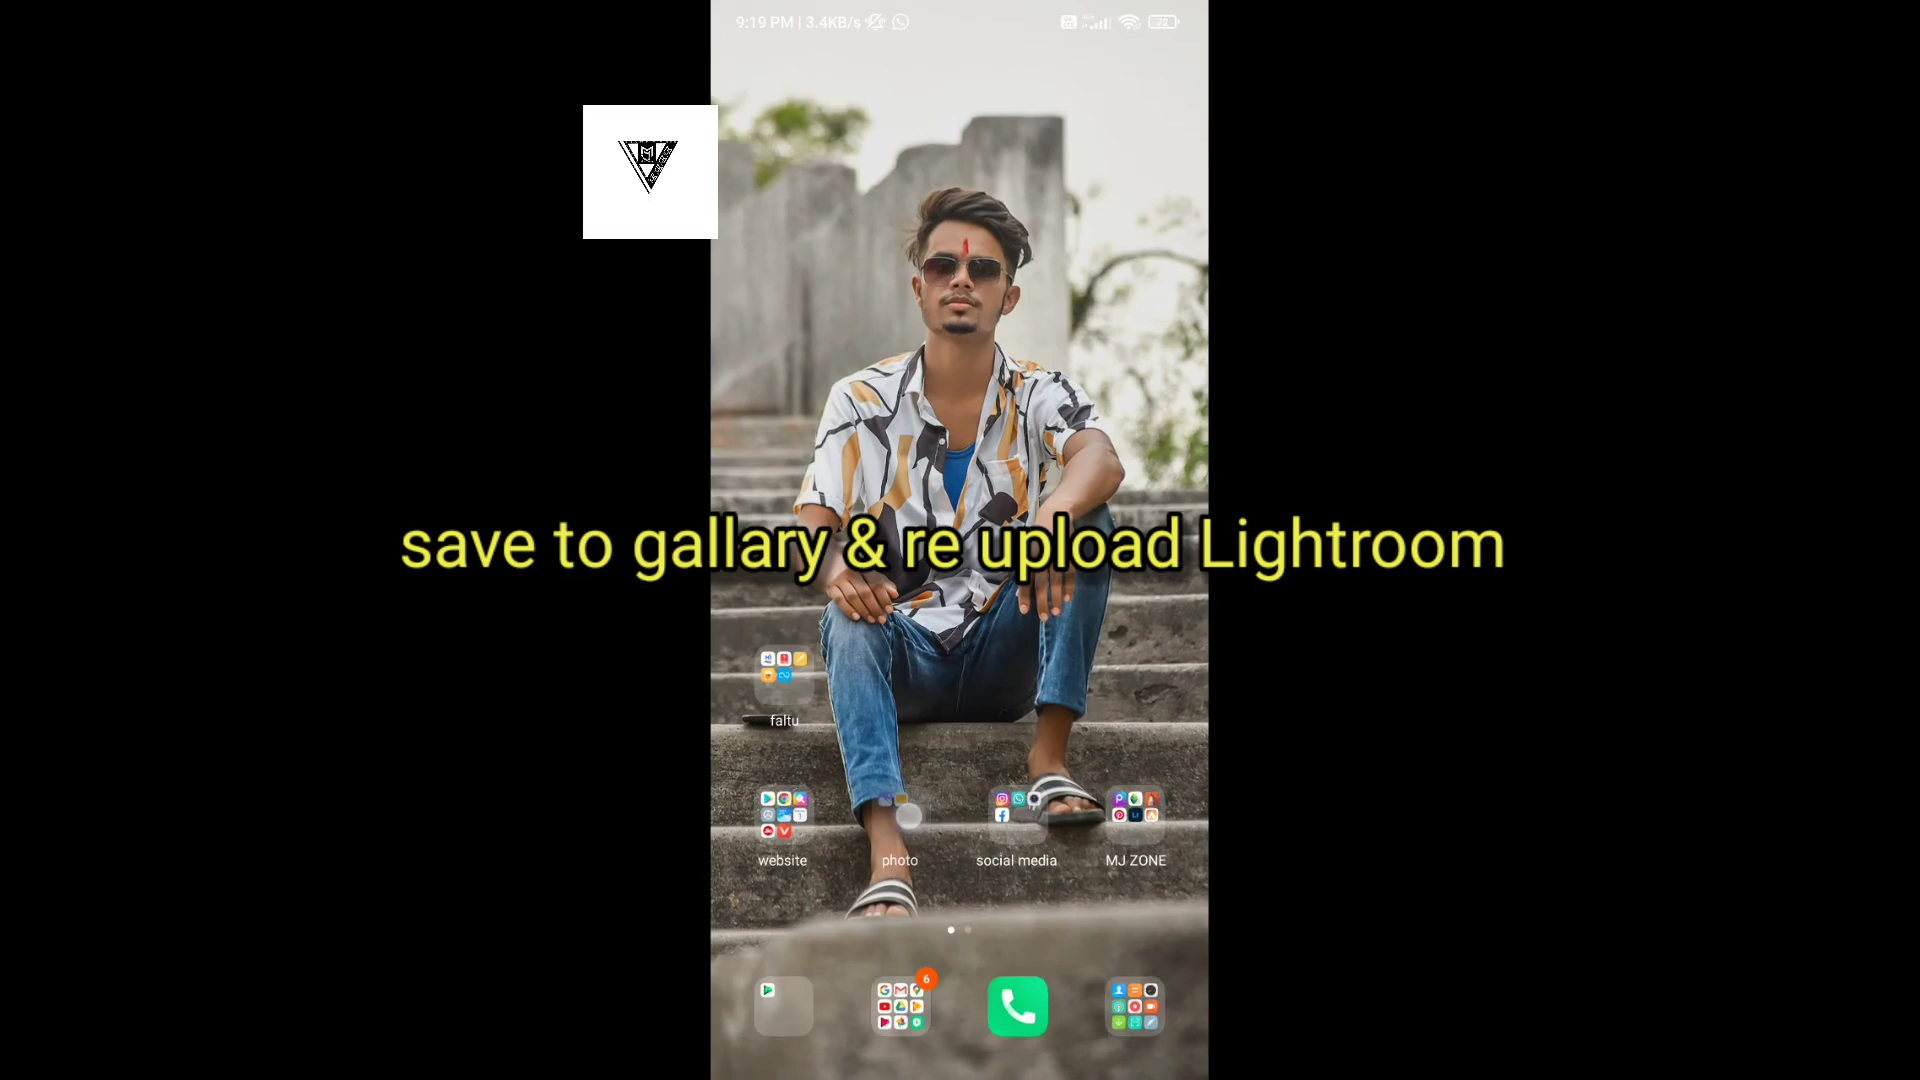 9:19 PM | 3.4KB/s
72
save to gallary & re upload Lightroom
faltu
website
photo
social media
MJ ZONE
6